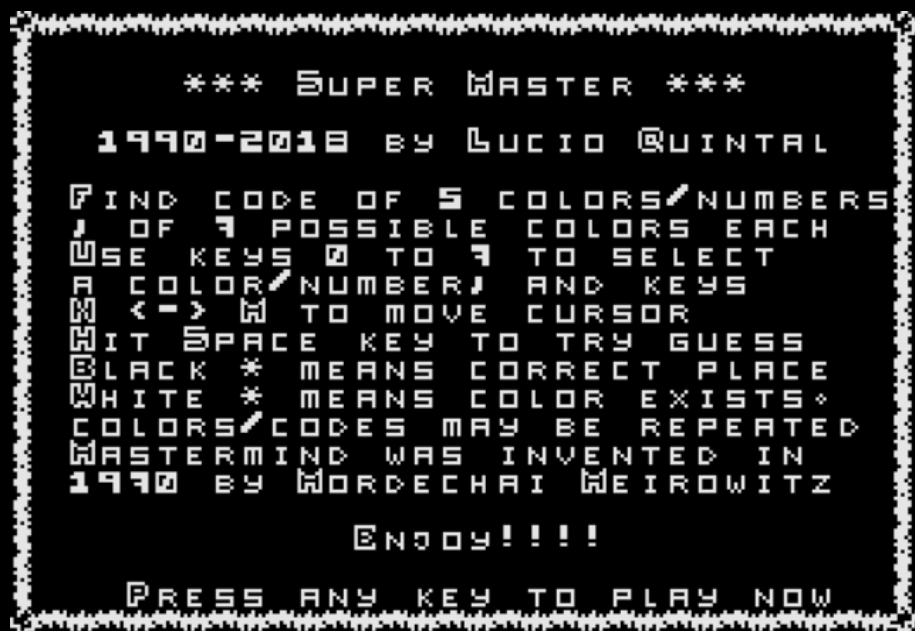 *** Super Master ***
1990-2018 by Lucio Quintal
Find code of 5 colors/numbers
, of 7 possible colors each
Use keys 0 to 7 to select
a color/number, and keys
N <-> M to move cursor
Hit Space key to try guess
Black * means correct place
White * means color exists.
colors/codes may be repeated
Mastermind was invented in
1970 by Mordechai Meirowitz
Enjoy!!!!
Press any key to play now